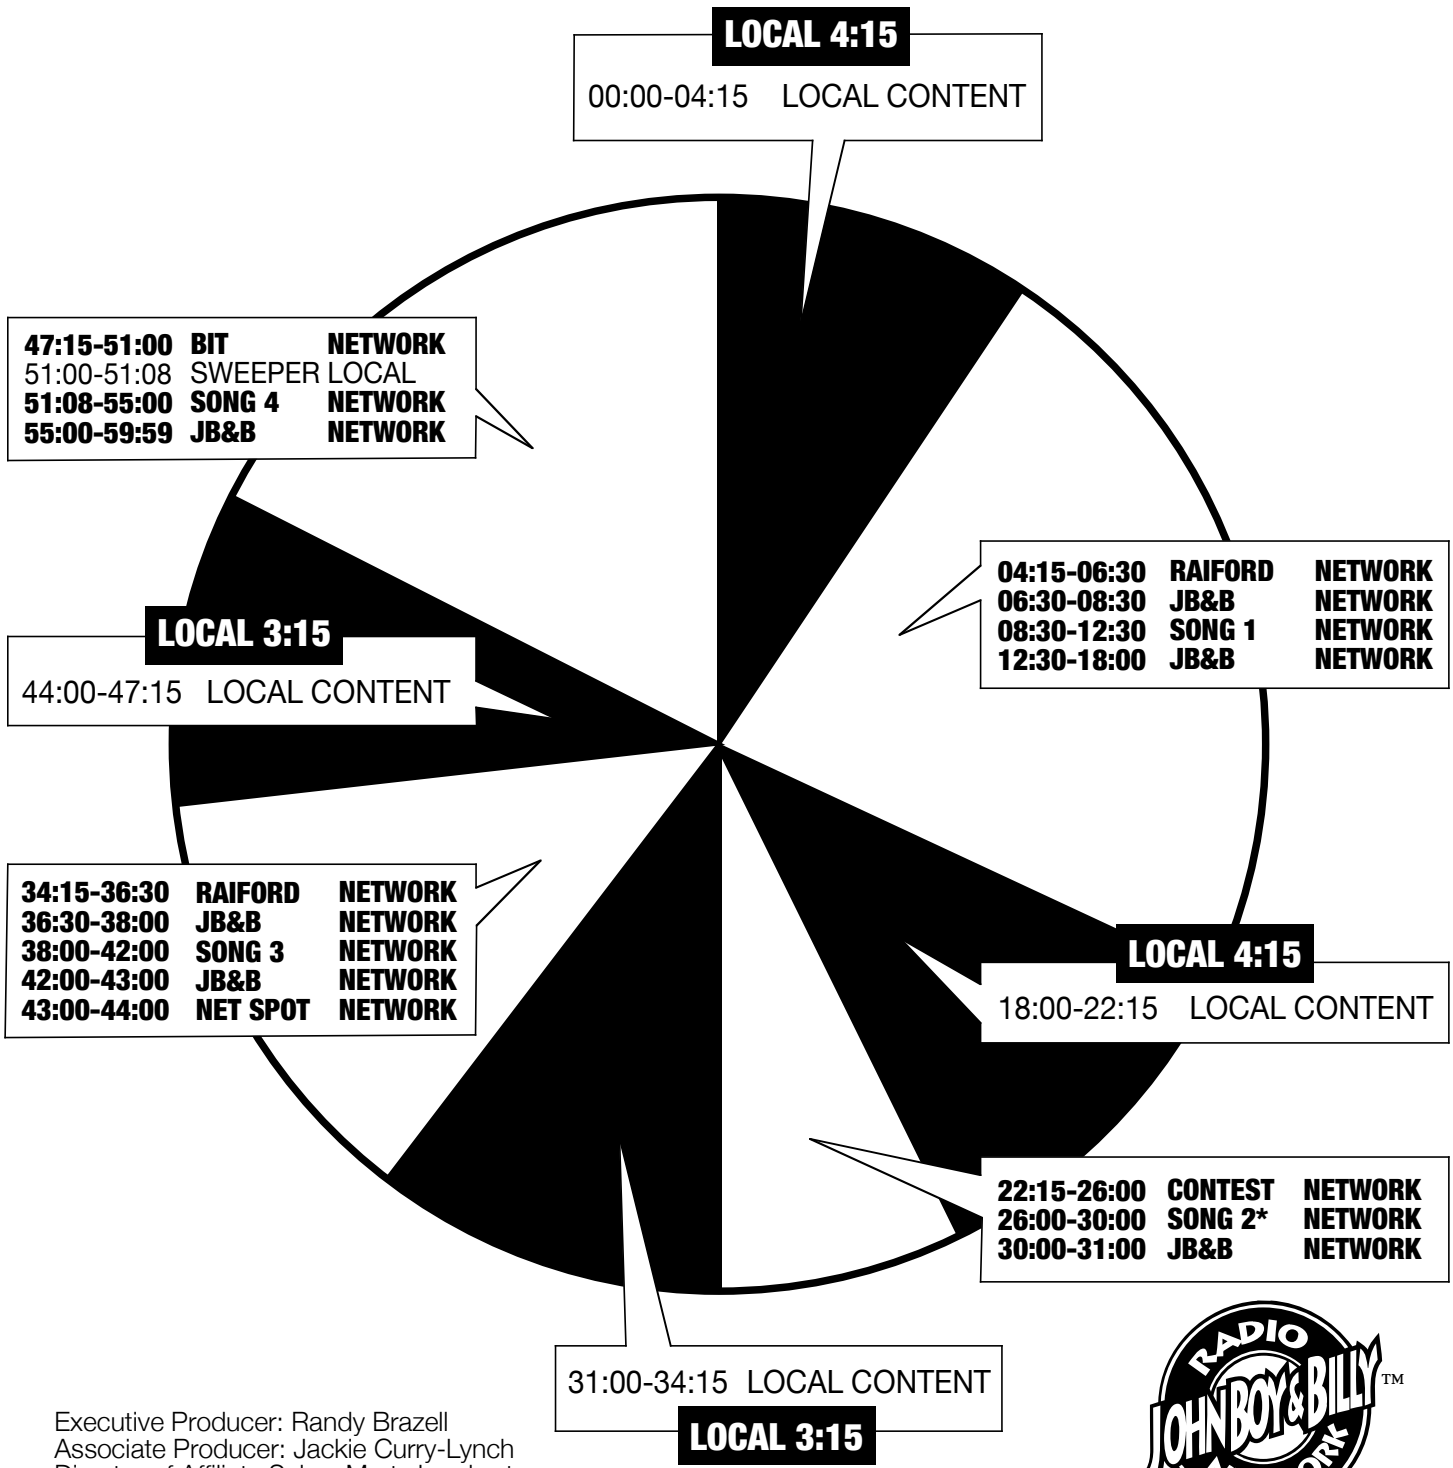 LOCAL 4:15
00:00-04:15 LOCAL CONTENT
47:15-51:00 BIT NETWORK
51:00-51:08 SWEEPER LOCAL
51:08-55:00 SONG 4 NETWORK
55:00-59:59 JB&B NETWORK
04:15-06:30 RAIFORD NETWORK
06:30-08:30 JB&B NETWORK
08:30-12:30 SONG 1 NETWORK
12:30-18:00 JB&B NETWORK
LOCAL 3:15
44:00-47:15 LOCAL CONTENT
34:15-36:30 RAIFORD NETWORK
36:30-38:00 JB&B NETWORK
38:00-42:00 SONG 3 NETWORK
42:00-43:00 JB&B NETWORK
43:00-44:00 NET SPOT NETWORK
LOCAL 4:15
18:00-22:15 LOCAL CONTENT
22:15-26:00 CONTEST NETWORK
26:00-30:00 SONG 2* NETWORK
30:00-31:00 JB&B NETWORK
31:00-34:15 LOCAL CONTENT
LOCAL 3:15
Executive Producer: Randy Brazell
Associate Producer: Jackie Curry-Lynch
RADIO
JOHN BOY & BILLY ™